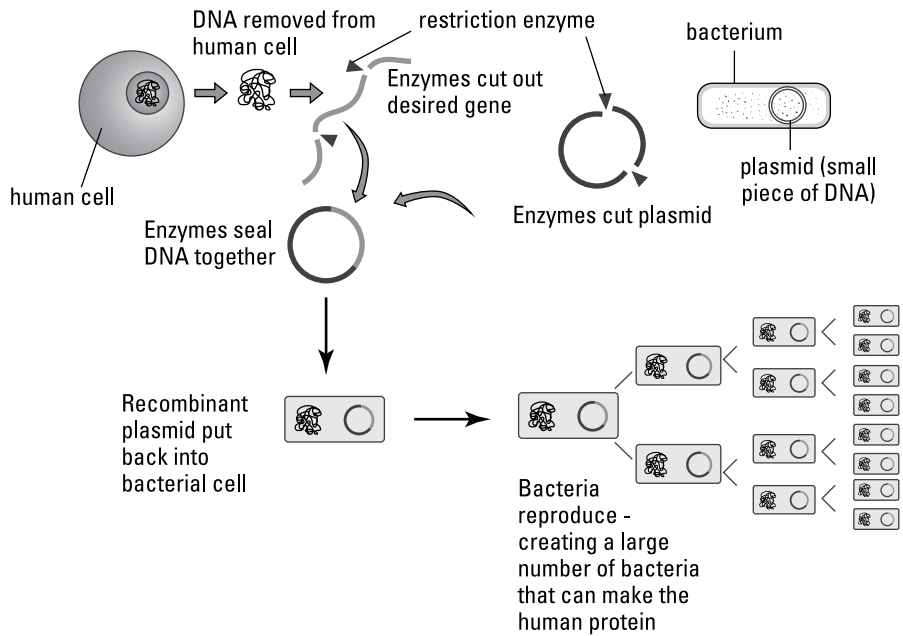 DNA removed from
human cell
restriction enzyme
bacterium
Enzymes cut out
desired gene
human cell
plasmid (small
piece of DNA)
Enzymes cut plasmid
Enzymes seal
DNA together
Recombinant
plasmid put
back into
bacterial cell
Bacteria
reproduce -
creating a large
number of bacteria
that can make the
human protein